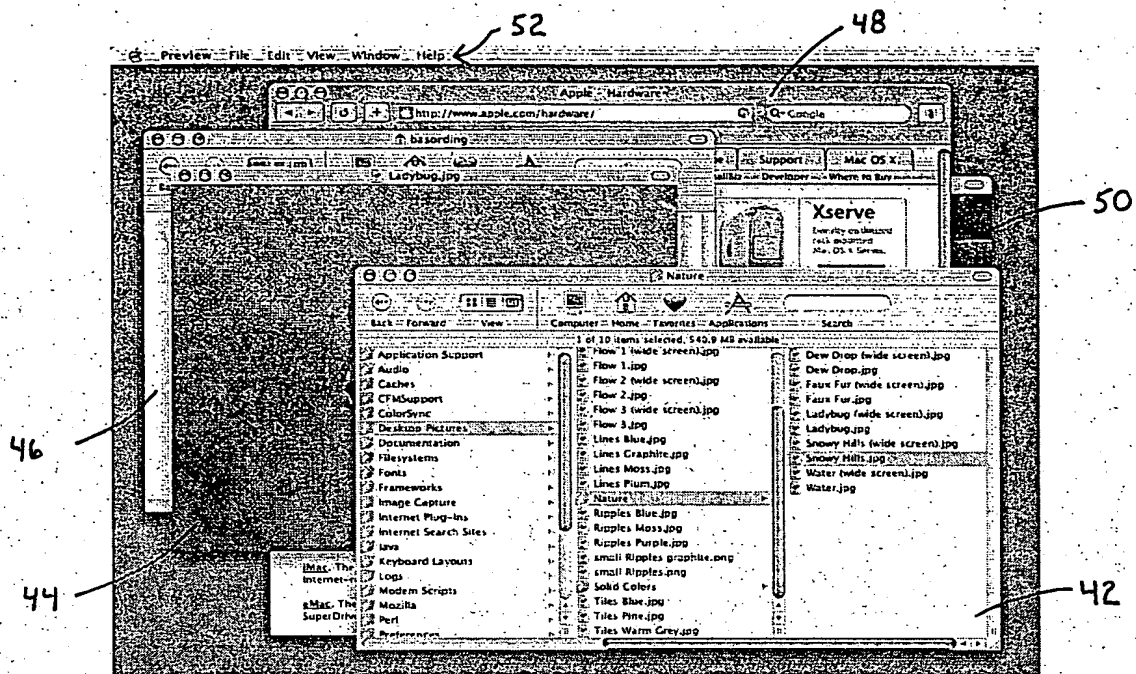 52
48
Preview File Edit View Window Help
Apple - Hardware
http://www.apple.com/hardware/
Google
basording
Support
Mac OS X
Developer
Where to Buy
Ladybug.jpg
50
Xserve
Mac OS X Server.
Nature
Back Forward View Computer Home Favorites Applications Search
1 of 10 items selected, 540.9 MB available
Application Support
Audio
Caches
CFMSupport
ColorSync
Desktop Pictures
Documentation
Filesystems
Fonts
Frameworks
Image Capture
Internet Plug-Ins
Internet Search Sites
Java
Keyboard Layouts
Logs
Modem Scripts
Mozilla
Perl
Preferences
Flow 1 (wide screen).jpg
Flow 1.jpg
Flow 2 (wide screen).jpg
Flow 2.jpg
Flow 3 (wide screen).jpg
Flow 3.jpg
Lines Blue.jpg
Lines Graphite.jpg
Lines Moss.jpg
Lines Plum.jpg
Nature
Ripples Blue.jpg
Ripples Moss.jpg
Ripples Purple.jpg
small Ripples graphite.png
small Ripples.png
Solid Colors
Tiles Blue.jpg
Tiles Pine.jpg
Tiles Warm Grey.jpg
Dew Drop (wide screen).jpg
Dew Drop.jpg
Faux Fur (wide screen).jpg
Faux Fur.jpg
Ladybug (wide screen).jpg
Ladybug.jpg
Snowy Hills (wide screen).jpg
Snowy Hills.jpg
Water (wide screen).jpg
Water.jpg
46
44
iMac. The
Internet-
eMac. The
SuperDriv
42